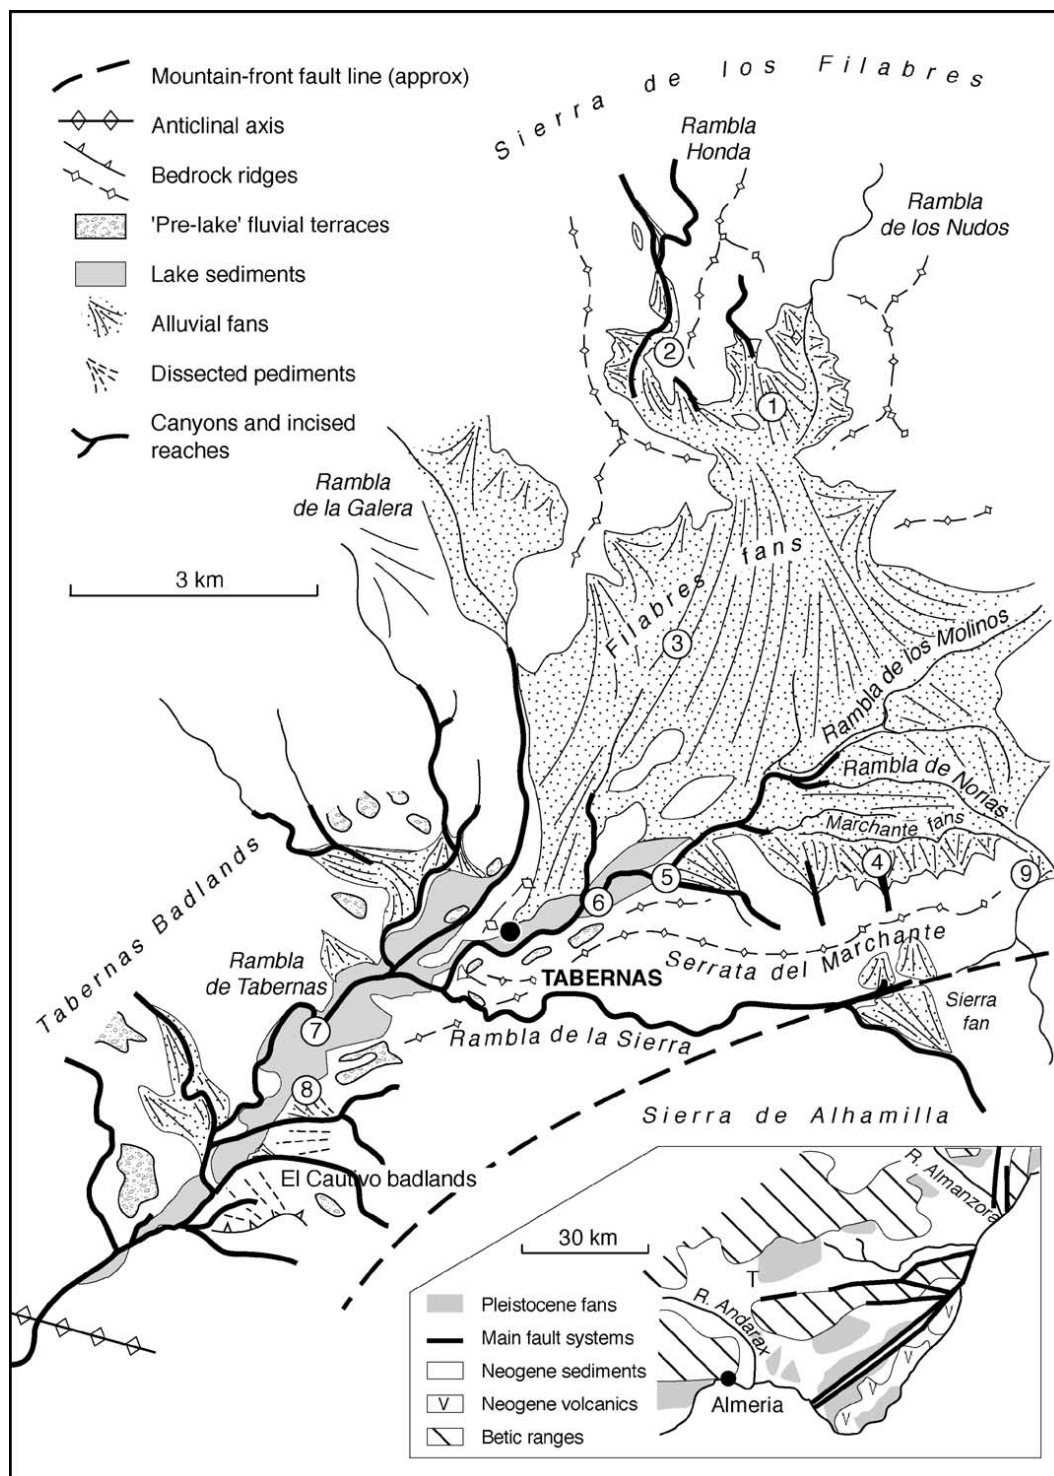 Mountain-front fault line (approx)
Anticlinal axis
Bedrock ridges
'Pre-lake' fluvial terraces
Lake sediments
Alluvial fans
Dissected pediments
Canyons and incised
reaches
3 km
Sierra de los Filabres
Rambla
Honda
Rambla
de los Nudos
2
1
Rambla
de la Galera
Filabres fans
3
Rambla de los Molinos
Rambla de Norias
Marchante fans
4
9
5
6
Tabernas Badlands
Rambla
de Tabernas
TABERNAS
Serrata del Marchante
Sierra
fan
7
Rambla de la Sierra
8
Sierra de Alhamilla
El Cautivo badlands
30 km
Pleistocene fans
Main fault systems
Neogene sediments
V Neogene volcanics
Betic ranges
R. Almanzora
T
R. Andarax
V
V
V
Almeria